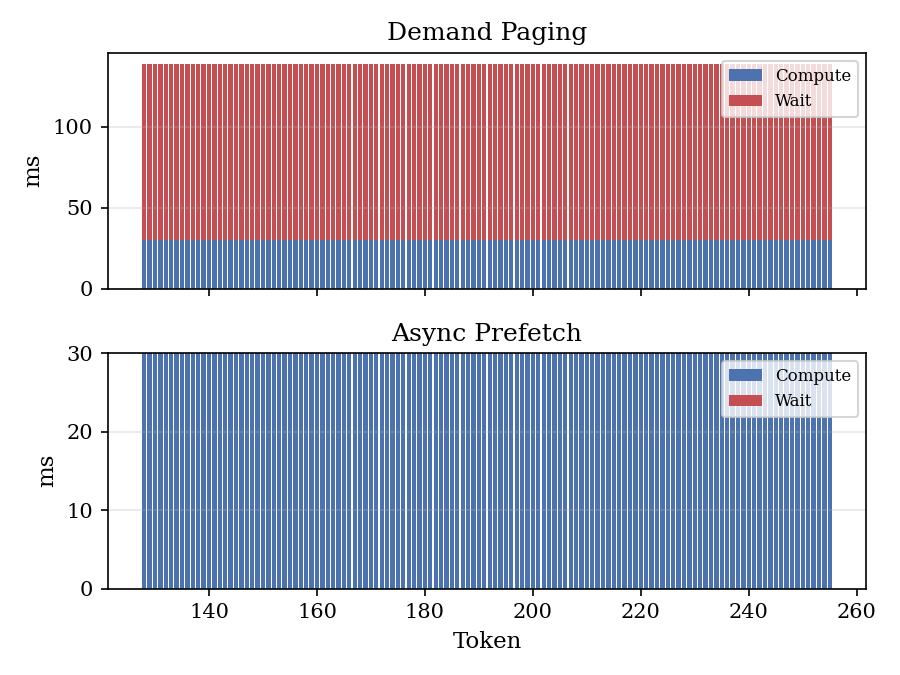 Demand Paging
Compute
Wait
ms
100
50
0
Async Prefetch
Compute
Wait
ms
30
20
10
0
140 160 180 200 220 240 260
Token